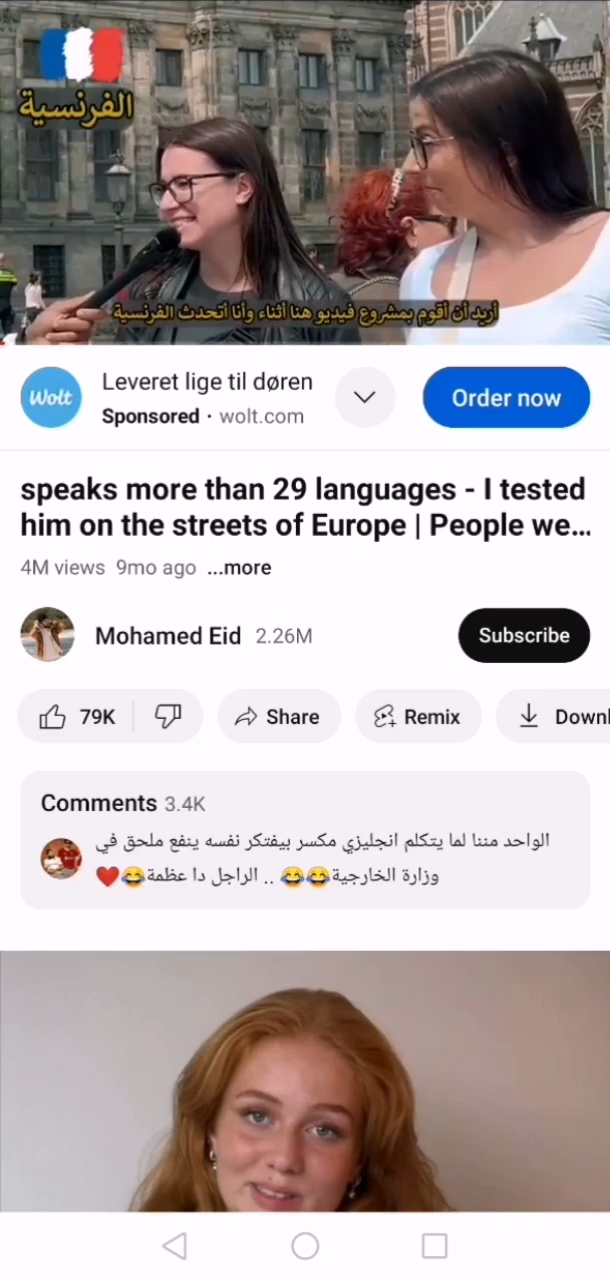 الفرنسية
أريد أن أقوم بمشروع فيديو هنا أثناء وأنا أتحدث الفرنسية
Wolt
Leveret lige til døren
Sponsored · wolt.com
Order now
speaks more than 29 languages - I tested
him on the streets of Europe | People we...
4M views 9mo ago ...more
Mohamed Eid 2.26M
Subscribe
79K
Share
Remix
Downl
Comments 3.4K
الواحد مننا لما يتكلم انجليزي مكسر بيفتكر نفسه ينفع ملحق في
وزارة الخارجية😂😂 .. الراجل دا عظمة😂❤️